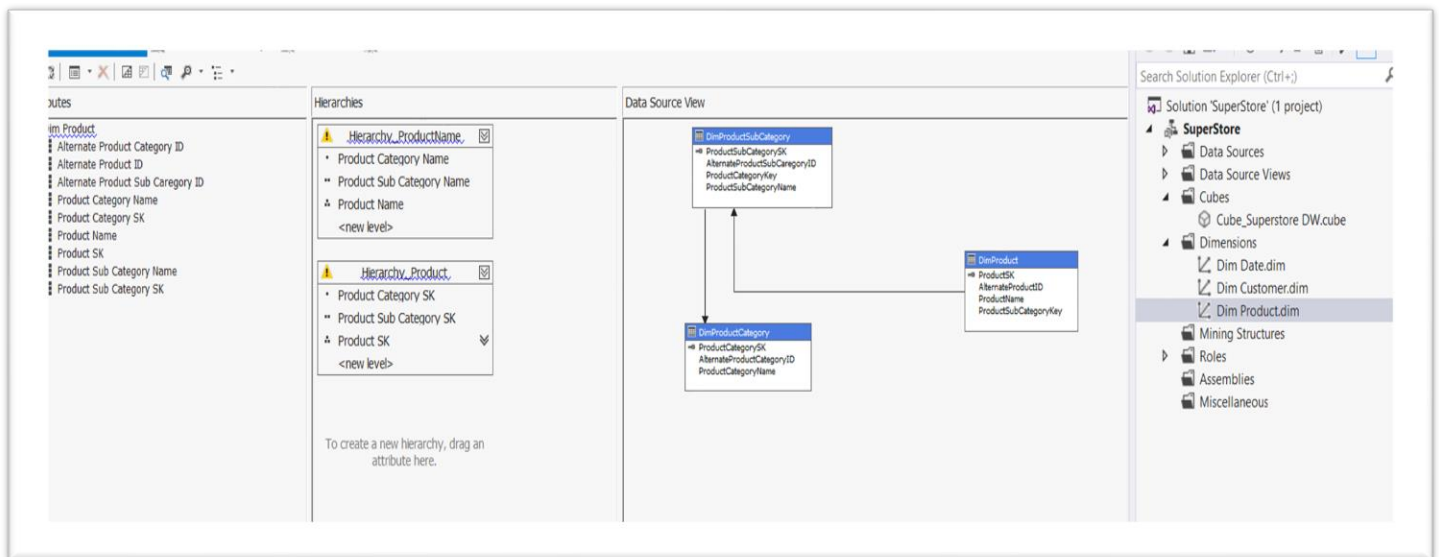 Search Solution Explorer (Ctrl+;)
Hierarchies
Data Source View
Dim Product
Alternate Product Category ID
Alternate Product ID
Alternate Product Sub Caregory ID
Product Category Name
Product Category SK
Product Name
Product SK
Product Sub Category Name
Product Sub Category SK
Hierarchy_ProductName
Product Category Name
Product Sub Category Name
Product Name
<new level>
Hierarchy_Product
Product Category SK
Product Sub Category SK
Product SK
<new level>
To create a new hierarchy, drag an
attribute here.
DimProductSubCategory
ProductSubCategorySK
AlternateProductSubCaregoryID
ProductCategoryKey
ProductSubCategoryName
DimProduct
ProductSK
AlternateProductID
ProductName
ProductSubCategoryKey
DimProductCategory
ProductCategorySK
AlternateProductCategoryID
ProductCategoryName
Solution 'SuperStore' (1 project)
SuperStore
Data Sources
Data Source Views
Cubes
Cube_Superstore DW.cube
Dimensions
Dim Date.dim
Dim Customer.dim
Dim Product.dim
Mining Structures
Roles
Assemblies
Miscellaneous